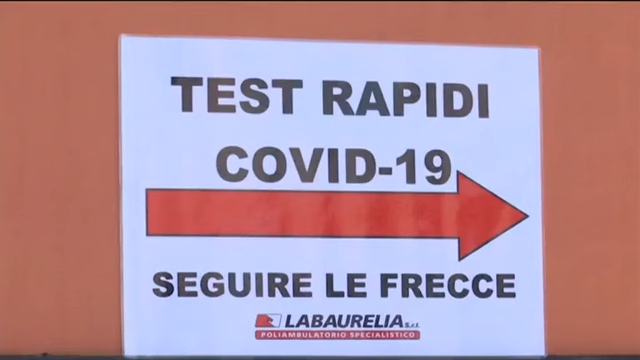 TEST RAPIDI
COVID-19
SEGUIRE LE FRECCE
LABAURELIA S.r.l.
POLIAMBULATORIO SPECIALISTICO